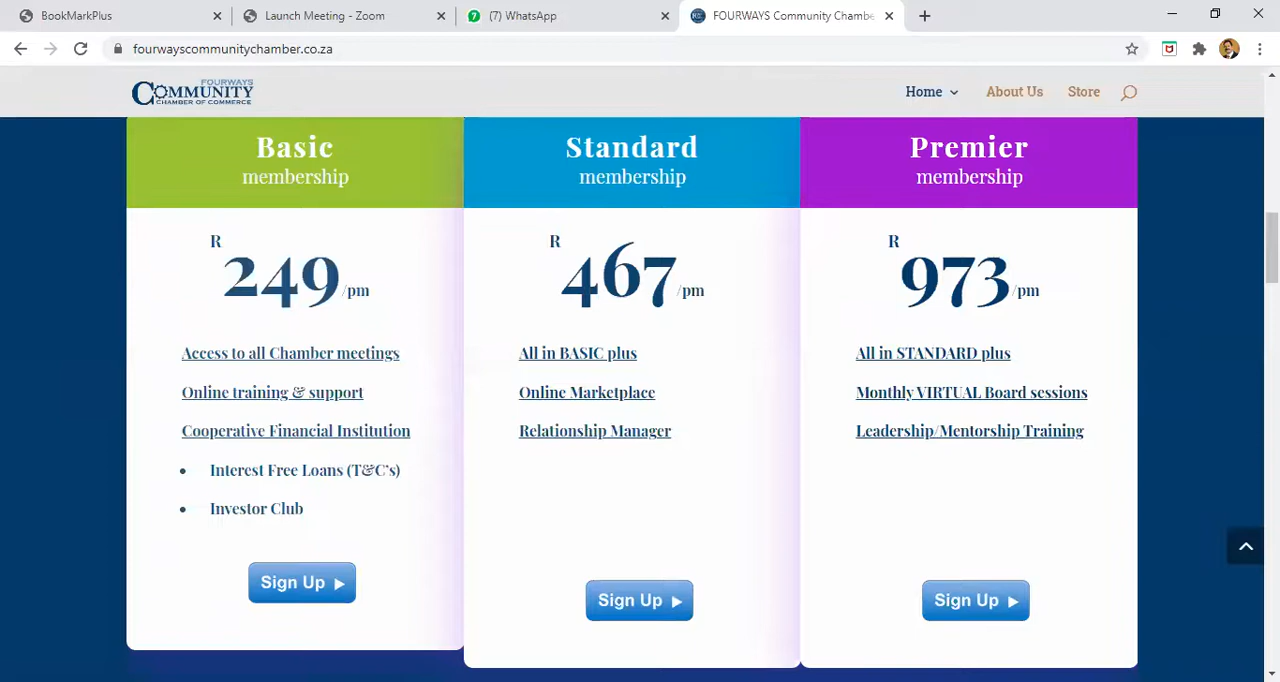 BookMarkPlus
Launch Meeting - Zoom
(7) WhatsApp
FOURWAYS Community Chambe
fourwayscommunitychamber.co.za
FOURWAYS
COMMUNITY
CHAMBER OF COMMERCE
Home
About Us
Store
Basic
membership
R
249/pm
Access to all Chamber meetings
Online training & support
Cooperative Financial Institution
• Interest Free Loans (T&C's)
• Investor Club
Sign Up
Standard
membership
R
467/pm
All in BASIC plus
Online Marketplace
Relationship Manager
Sign Up
Premier
membership
R
973/pm
All in STANDARD plus
Monthly VIRTUAL Board sessions
Leadership/Mentorship Training
Sign Up